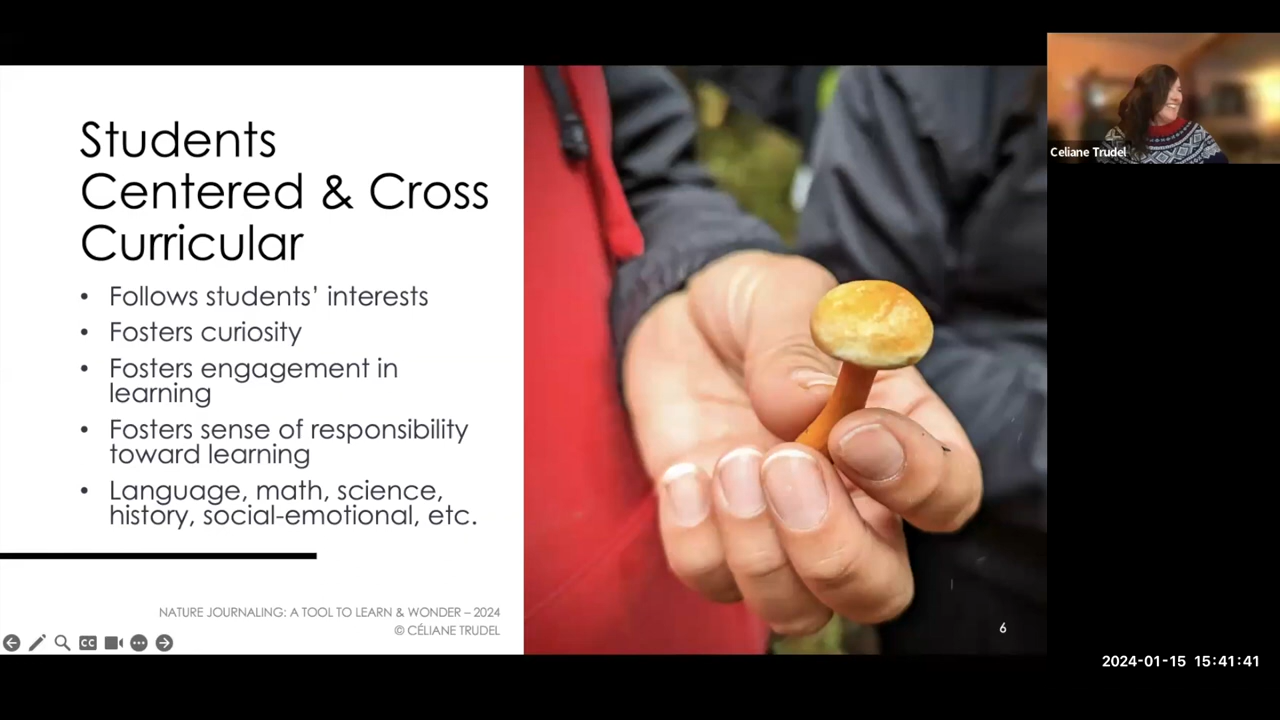 Students
Centered & Cross
Curricular
• Follows students’ interests
• Fosters curiosity
• Fosters engagement in
learning
• Fosters sense of responsibility
toward learning
• Language, math, science,
history, social-emotional, etc.
NATURE JOURNALING: A TOOL TO LEARN & WONDER – 2024
© CÉLIANE TRUDEL
CC
6
Celiane Trudel
2024-01-15 15:41:41